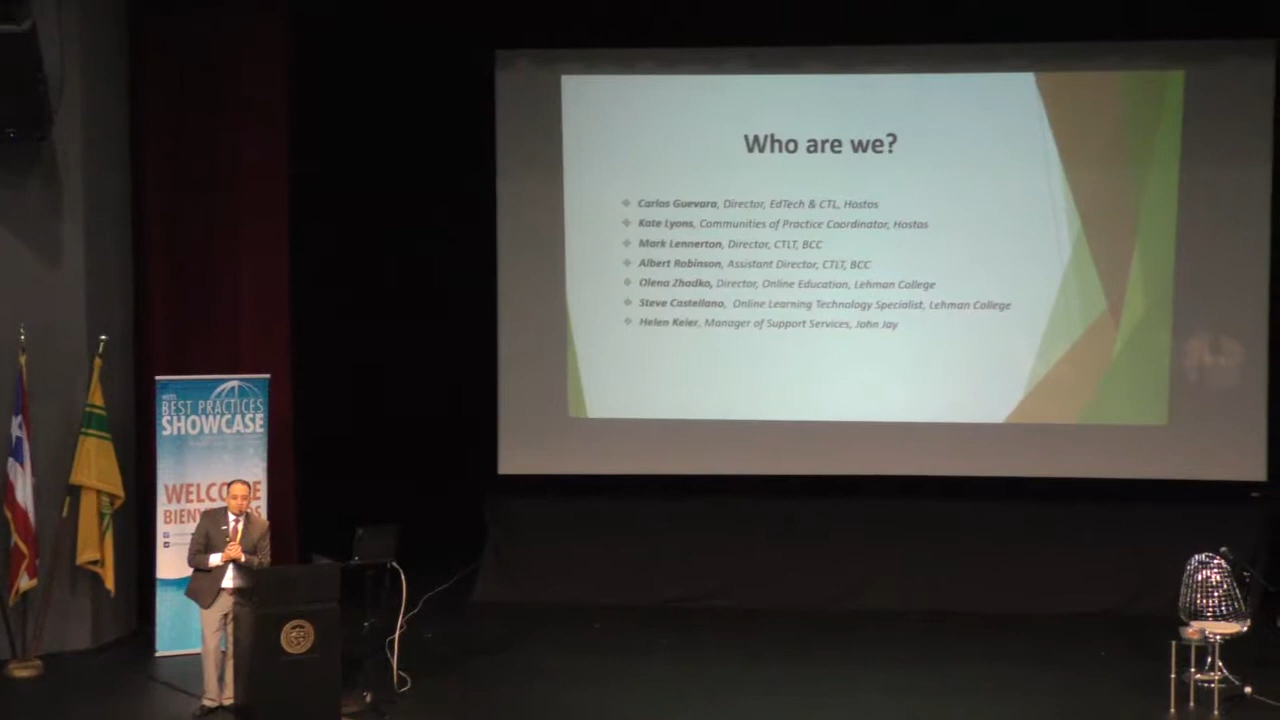 Who are we?
Carlos Guevara, Director, EdTech & CTL, Hostos
Kate Lyons, Communities of Practice Coordinator, Hostos
Mark Lennerton, Director, CTLT, BCC
Albert Robinson, Assistant Director, CTLT, BCC
Olena Zhadko, Director, Online Education, Lehman College
Steve Castellano, Online Learning Technology Specialist, Lehman College
Helen Keier, Manager of Support Services, John Jay
BEST PRACTICES
SHOWCASE